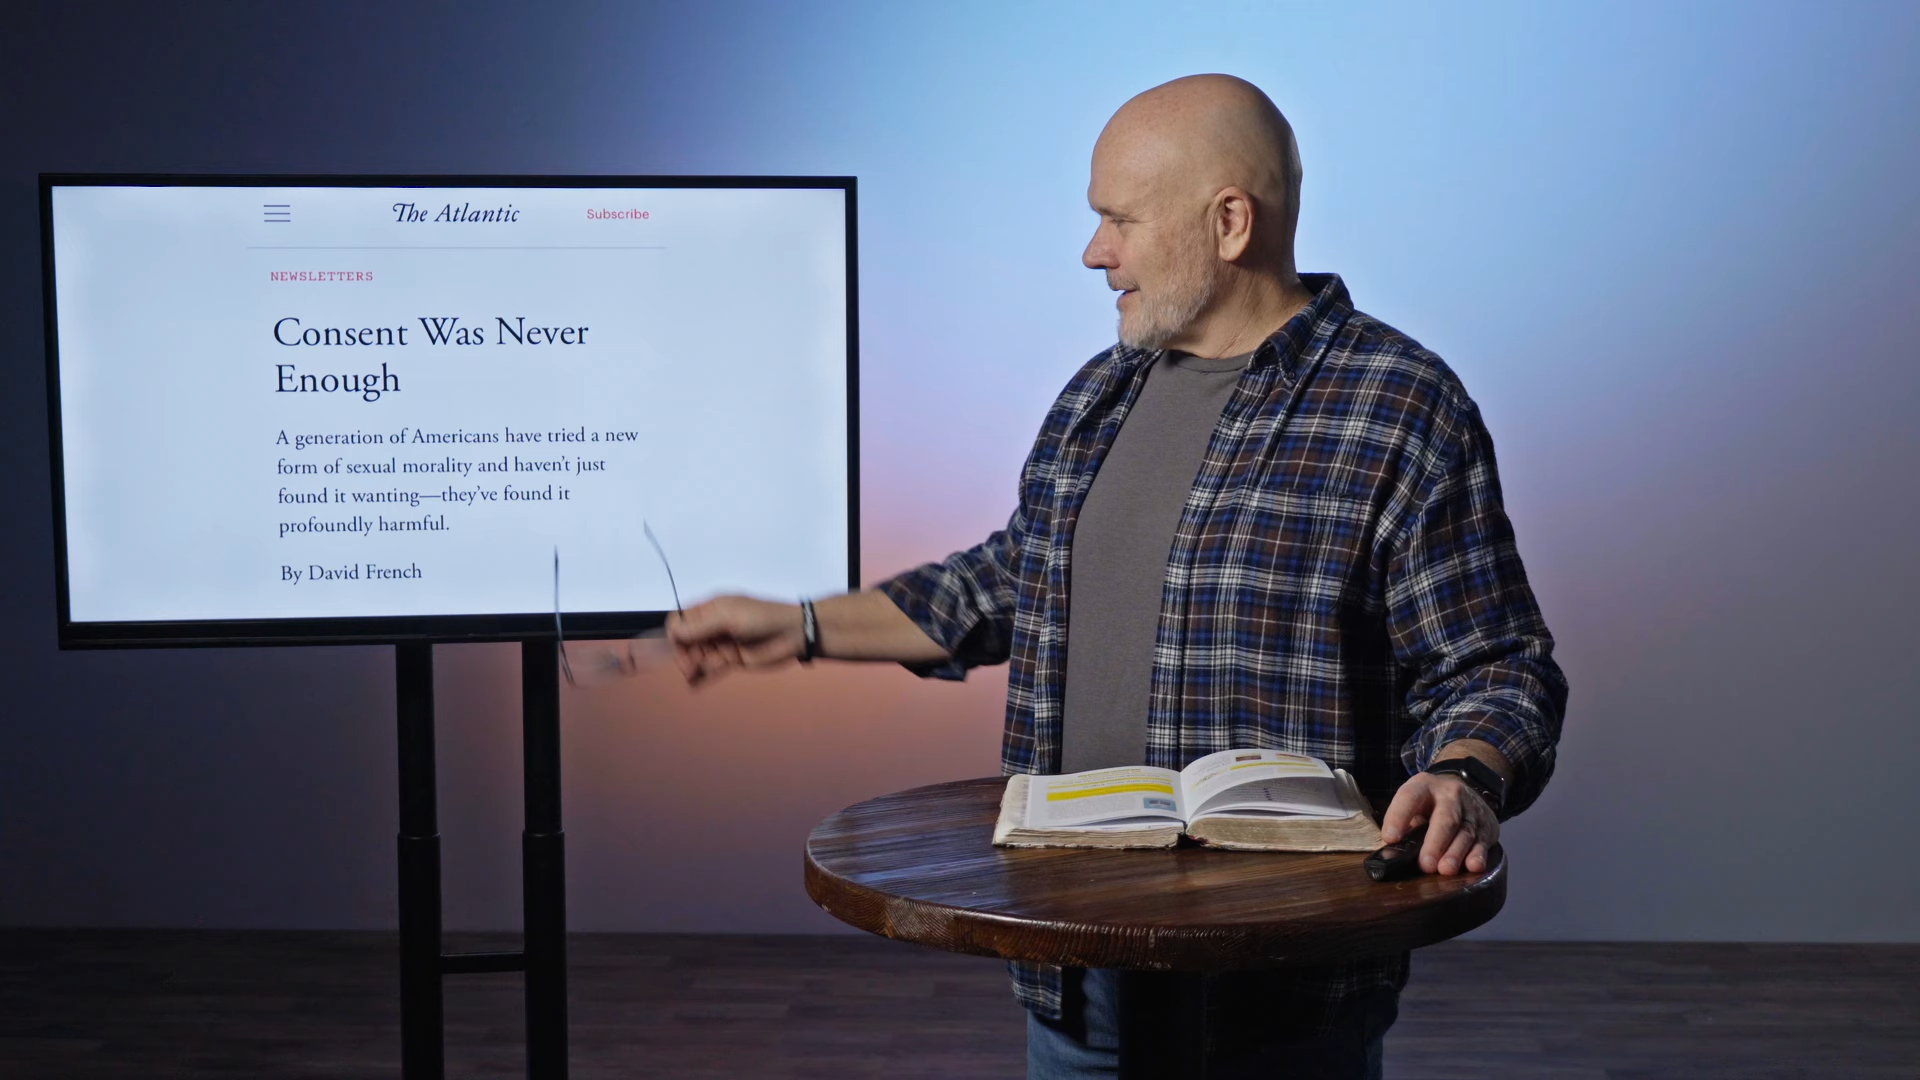 The Atlantic
Subscribe
NEWSLETTERS
Consent Was Never
Enough
A generation of Americans have tried a new
form of sexual morality and haven't just
found it wanting—they've found it
profoundly harmful.
By David French